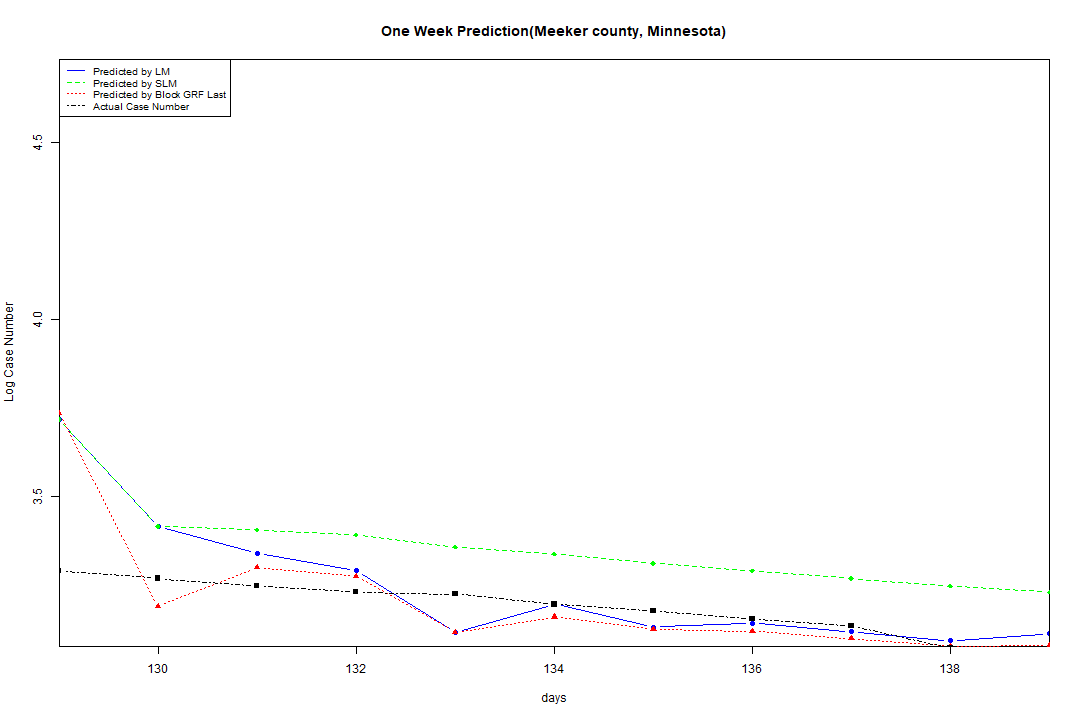 One Week Prediction(Meeker county, Minnesota)
Predicted by LM
Predicted by SLM
Predicted by Block GRF Last
Actual Case Number
4.5
4.0
3.5
Log Case Number
130
132
134
136
138
days